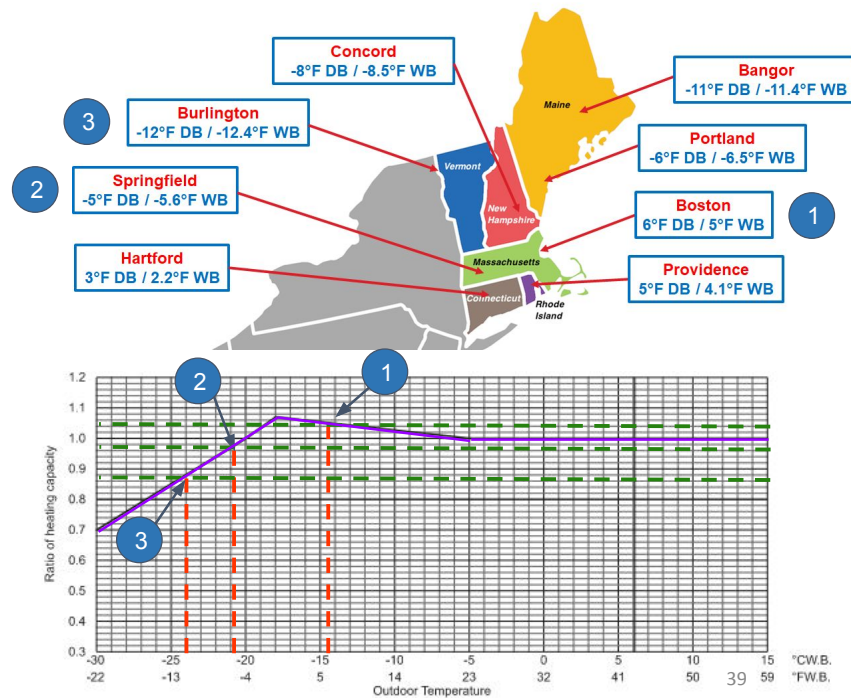 Concord
-8°F DB / -8.5°F WB
Bangor
-11°F DB / -11.4°F WB
Maine
3
Burlington
-12°F DB / -12.4°F WB
Portland
-6°F DB / -6.5°F WB
Vermont
2
Springfield
-5°F DB / -5.6°F WB
New
Hampshire
Boston
6°F DB / 5°F WB
1
Hartford
3°F DB / 2.2°F WB
Massachusetts
Providence
5°F DB / 4.1°F WB
Connecticut
Rhode
Island
Ratio of heating capacity
1.2
1.1
1.0
0.9
0.8
0.7
0.6
0.5
0.4
0.3
2
1
3
-30 -25 -20 -15 -10 -5 0 5 10 15 °CW.B.
-22 -13 -4 5 14 23 32 41 50 59 °FW.B.
39
Outdoor Temperature